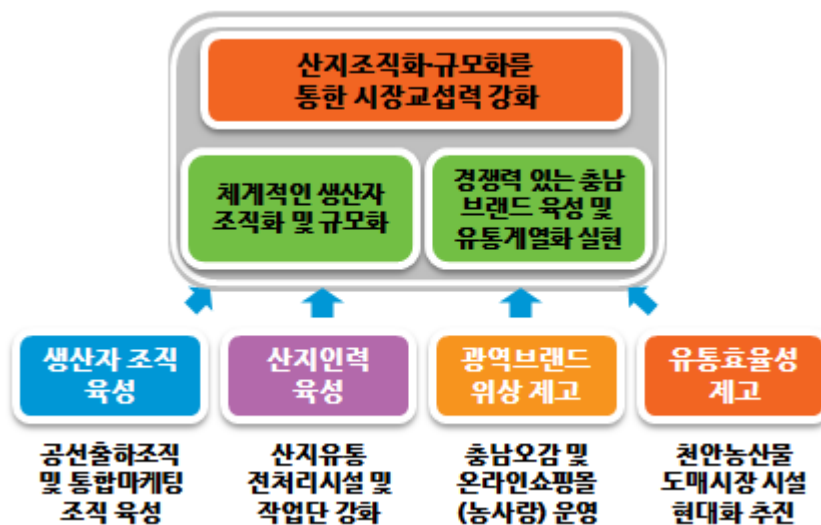 산지조직화·규모화를
통한 시장교섭력 강화
체계적인 생산자
조직화 및 규모화
경쟁력 있는 충남
브랜드 육성 및
유통계열화 실현
생산자 조직
육성
산지인력
육성
광역브랜드
위상 제고
유통효율성
제고
공선출하조직
및 통합마케팅
조직 육성
산지유통
전처리시설 및
작업단 강화
충남오감 및
온라인쇼핑몰
(농사랑) 운영
천안농산물
도매시장 시설
현대화 추진